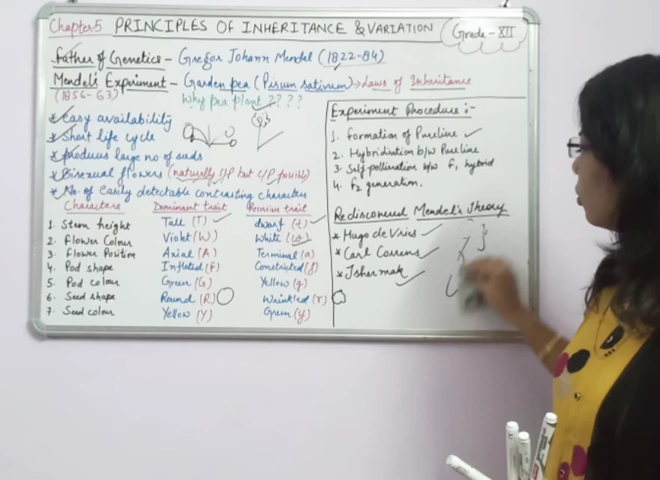 Chapter 5 PRINCIPLES OF INHERITANCE & VARIATION
Grade - XII
Father of Genetics - Gregor Johann Mendel (1822-84)
Mendel's Experiment - Garden pea (Pisum sativum) → Laws of Inheritance
(1856-63)
Why pea plant ????
* Easy availability
* Short life cycle
* produces large no of seeds
* Bisexual flowers (naturally S/P but C/P possible)
* No. of easily detectable contrasting characters
Characters Dominant trait Recessive trait
1. Stem height Tall (T) dwarf (t)
2. Flower Colour Violet (W) White (w)
3. Flower Position Axial (A) Terminal (a)
4. Pod shape Inflated (F) Constricted (f)
5. Pod colour Green (G) Yellow (g)
6. Seed shape Round (R) Wrinkled (r)
7. Seed colour Yellow (Y) Green (y)
Experiment Procedure :-
1. Formation of Pureline
2. Hybridisation b/w Pureline
3. Self-pollination b/w F1 hybrid
4. F2 generation.
Rediscovered Mendel's Theory
* Hugo de Vries
* Carl Correns
* Tshermak